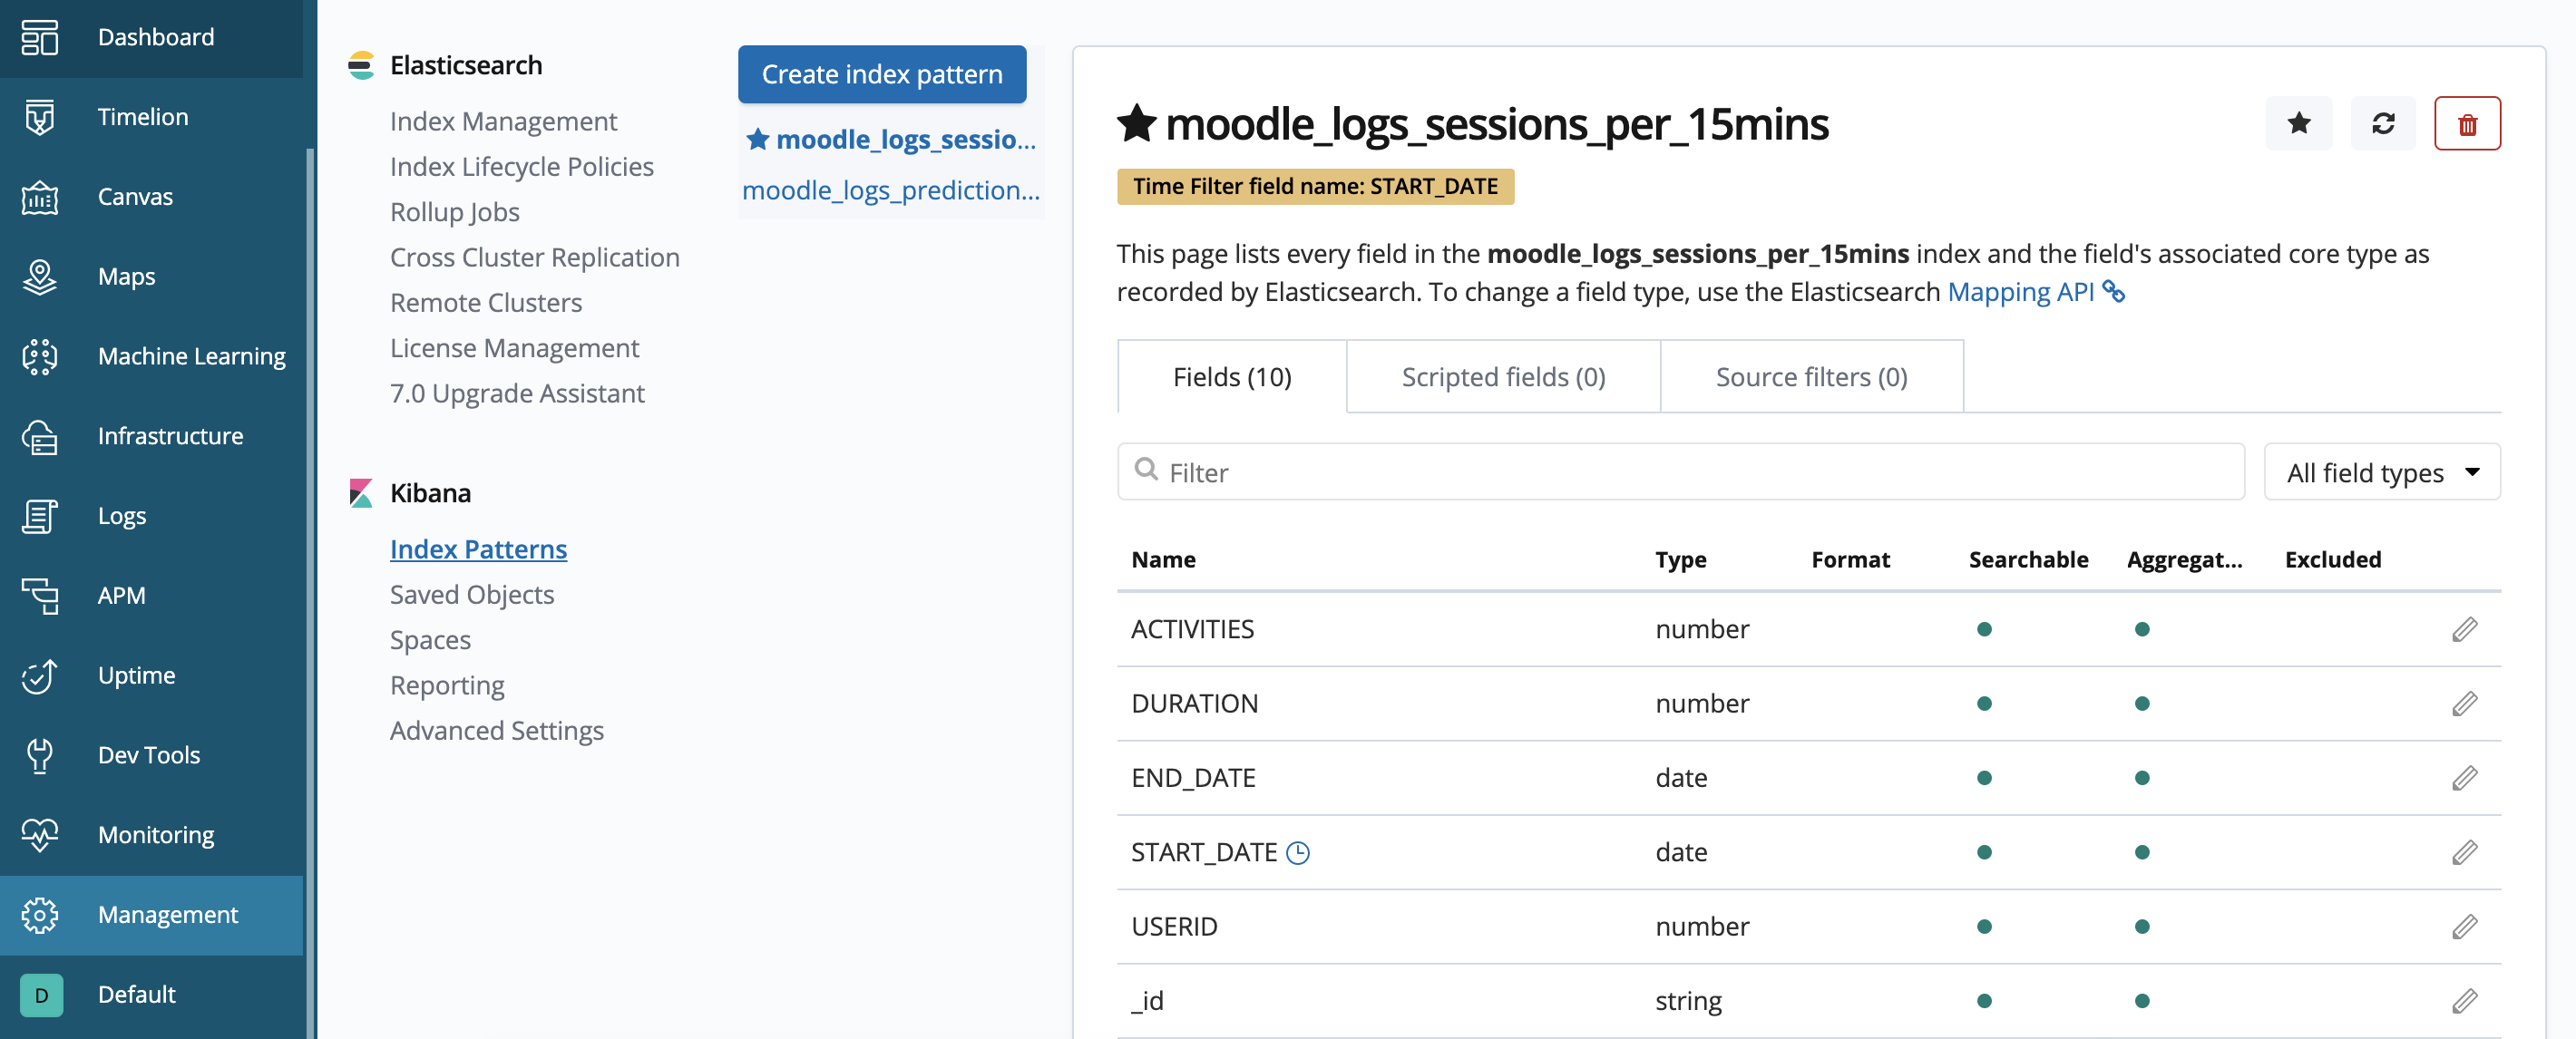 Dashboard
Timelion
Canvas
Maps
Machine Learning
Infrastructure
Logs
APM
Uptime
Dev Tools
Monitoring
Management
D Default
Elasticsearch
Index Management
Index Lifecycle Policies
Rollup Jobs
Cross Cluster Replication
Remote Clusters
License Management
7.0 Upgrade Assistant
Kibana
Index Patterns
Saved Objects
Spaces
Reporting
Advanced Settings
Create index pattern
moodle_logs_sessio...
moodle_logs_prediction...
moodle_logs_sessions_per_15mins
Time Filter field name: START_DATE
This page lists every field in the moodle_logs_sessions_per_15mins index and the field's associated core type as
recorded by Elasticsearch. To change a field type, use the Elasticsearch Mapping API
Fields (10) Scripted fields (0) Source filters (0)
Filter All field types
Name Type Format Searchable Aggregat... Excluded
ACTIVITIES number
DURATION number
END_DATE date
START_DATE date
USERID number
_id string